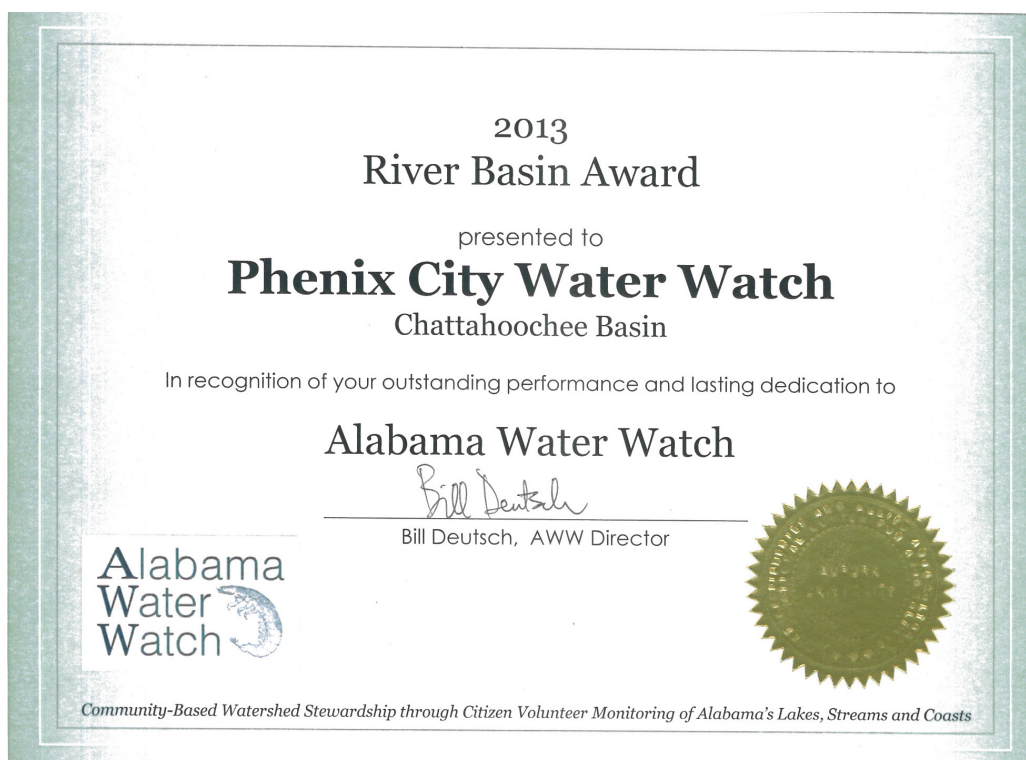 2013
River Basin Award
presented to
Phenix City Water Watch
Chattahoochee Basin
In recognition of your outstanding performance and lasting dedication to
Alabama Water Watch
Bill Deutsch
Bill Deutsch, AWW Director
Alabama
Water
Watch
Community-Based Watershed Stewardship through Citizen Volunteer Monitoring of Alabama's Lakes, Streams and Coasts